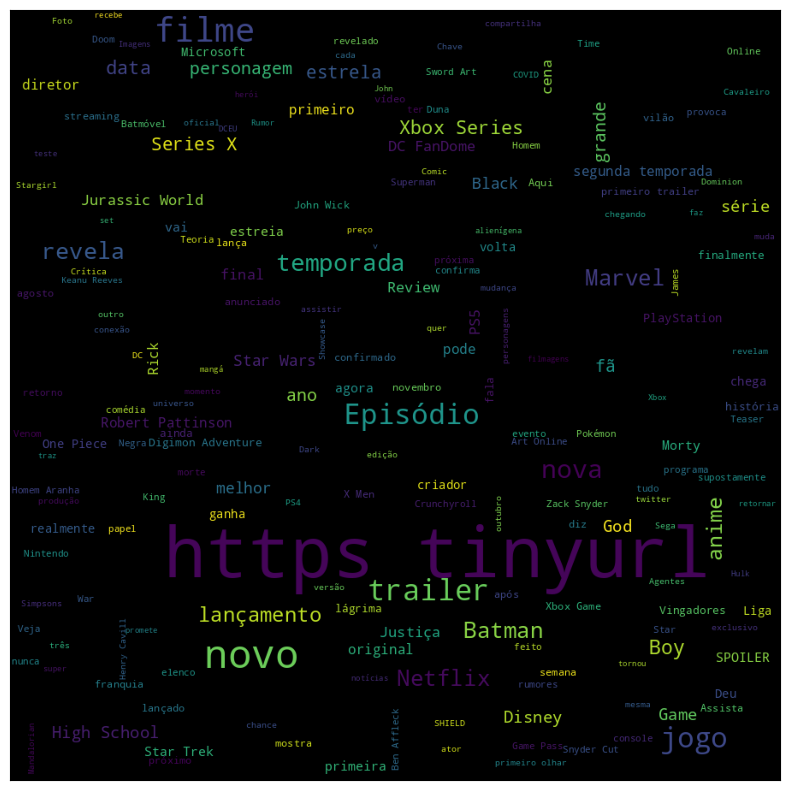 recebe
Foto
filme
compartilha
Doom
Imagens
revelado
Chave
Time
Microsoft
Online
data
personagem
estrela
Sword Art
COVID
cena
diretor
John
Cavaleiro
herói
vídeo
primeiro
ter
Duna
grande
provoca
streaming
Batmóvel
oficial
Rumor
vilão
DCEU
Xbox Series
Series X
DC FanDome
Homem
teste
Comic
segunda temporada
Dominion
Stargirl
Superman
Black
Aqui
primeiro trailer
Jurassic World
John Wick
série
set
chegando
faz
vai
estreia
preço
alienígena
Teoria
lança
v
muda
revela
volta
finalmente
temporada
próxima
Crítica
final
confirma
Marvel
James
Keanu Reeves
Review
mudança
agosto
anunciado
assistir
outro
PS5
personagens
PlayStation
conexão
Showcase
quer
DC
Rick
Star Wars
confirmado
pode
filmagens
revelam
mangá
fã
retorno
momento
ano
agora
novembro
fala
chega
universo
Xbox
comédia
Episódio
história
Robert Pattinson
Teaser
Venom
ainda
evento
Pokémon
One Piece
Negra
Digimon Adventure
Art Online
Morty
traz
Dark
edição
nova
morte
programa
supostamente
Homem Aranha
melhor
X Men
criador
tudo
produção
King
PS4
Crunchyroll
outubro
Zack Snyder
twitter
retornar
ganha
realmente
papel
diz
God
Sega
anime
https tinyurl
Nintendo
Hulk
versão
Agentes
trailer
após
Simpsons
War
lançamento
lágrima
Xbox Game
Vingadores
Liga
Veja
promete
Justiça
Batman
feito
Star
exclusivo
três
Henry Cavill
novo
original
tornou
Boy
nunca
SPOILER
super
elenco
notícias
Netflix
semana
franquia
rumores
Deu
lançado
mesma
Assista
chance
SHIELD
Disney
Game
High School
Ben Affleck
console
jogo
Mandalorian
Star Trek
mostra
ator
Game Pass
Snyder Cut
próximo
primeira
primeiro olhar
cada